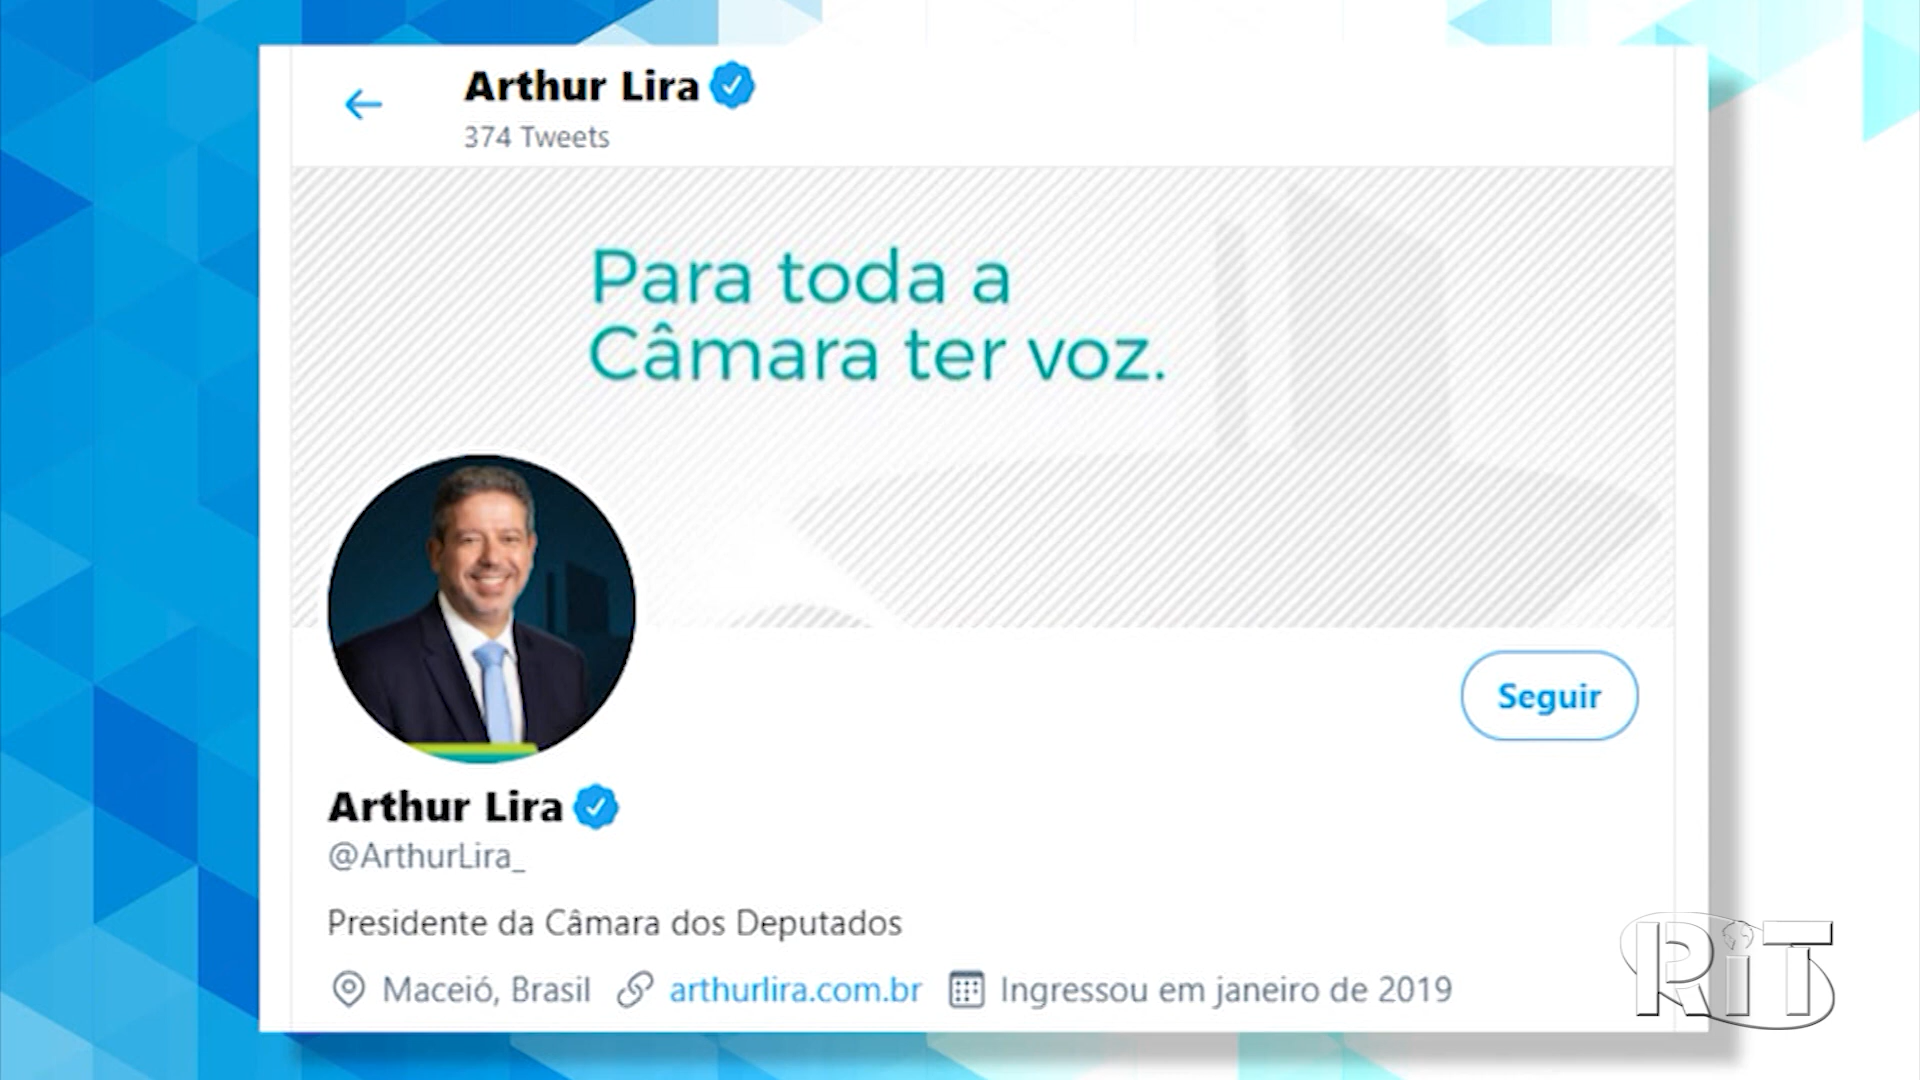 Arthur Lira
374 Tweets
Para toda a
Câmara ter voz.
Seguir
Arthur Lira
@ArthurLira_
Presidente da Câmara dos Deputados
Maceió, Brasil arthurlira.com.br Ingressou em janeiro de 2019
RiT